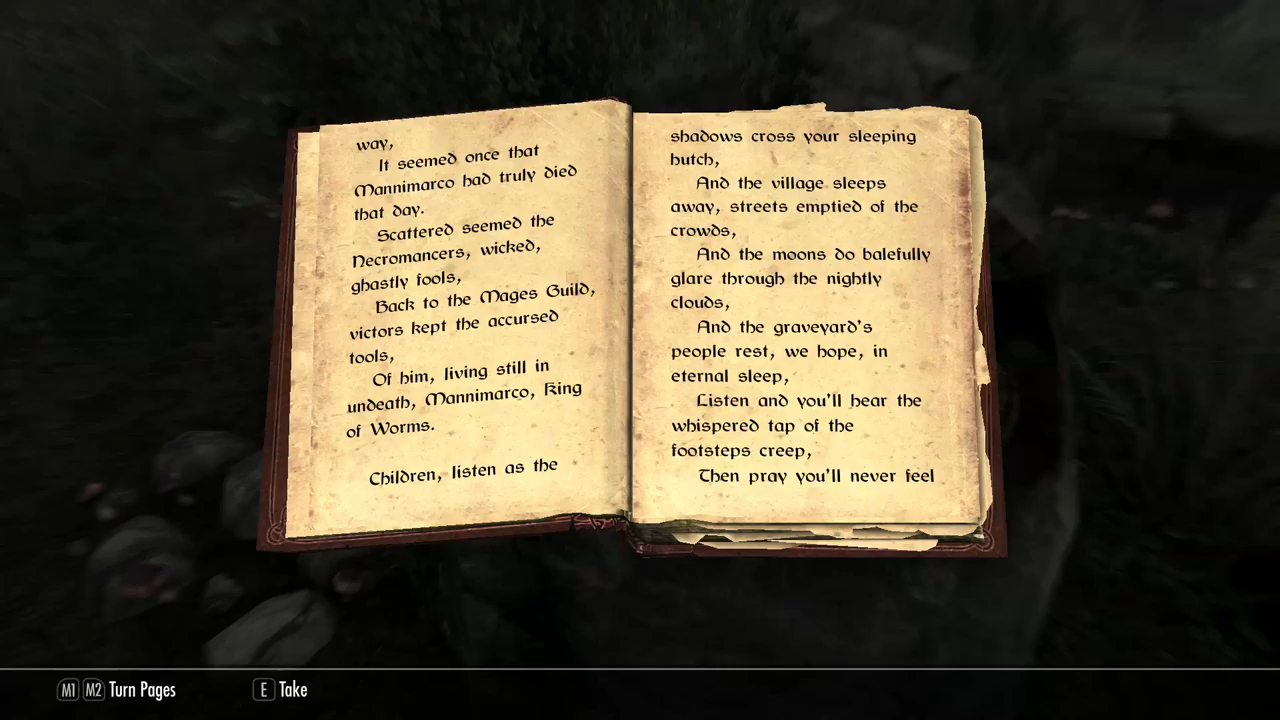 way,
It seemed once that
Mannimarco had truly died
that day.
Scattered seemed the
Necromancers, wicked,
ghastly fools,
Back to the Mages Guild,
victors kept the accursed
tools,
Of him, living still in
undeath, Mannimarco, King
of Worms.
Children, listen as the
shadows cross your sleeping
hutch,
And the village sleeps
away, streets emptied of the
crowds,
And the moons do balefully
glare through the nightly
clouds,
And the graveyard's
people rest, we hope, in
eternal sleep,
Listen and you'll hear the
whispered tap of the
footsteps creep,
Then pray you'll never feel
M1 M2 Turn Pages E Take